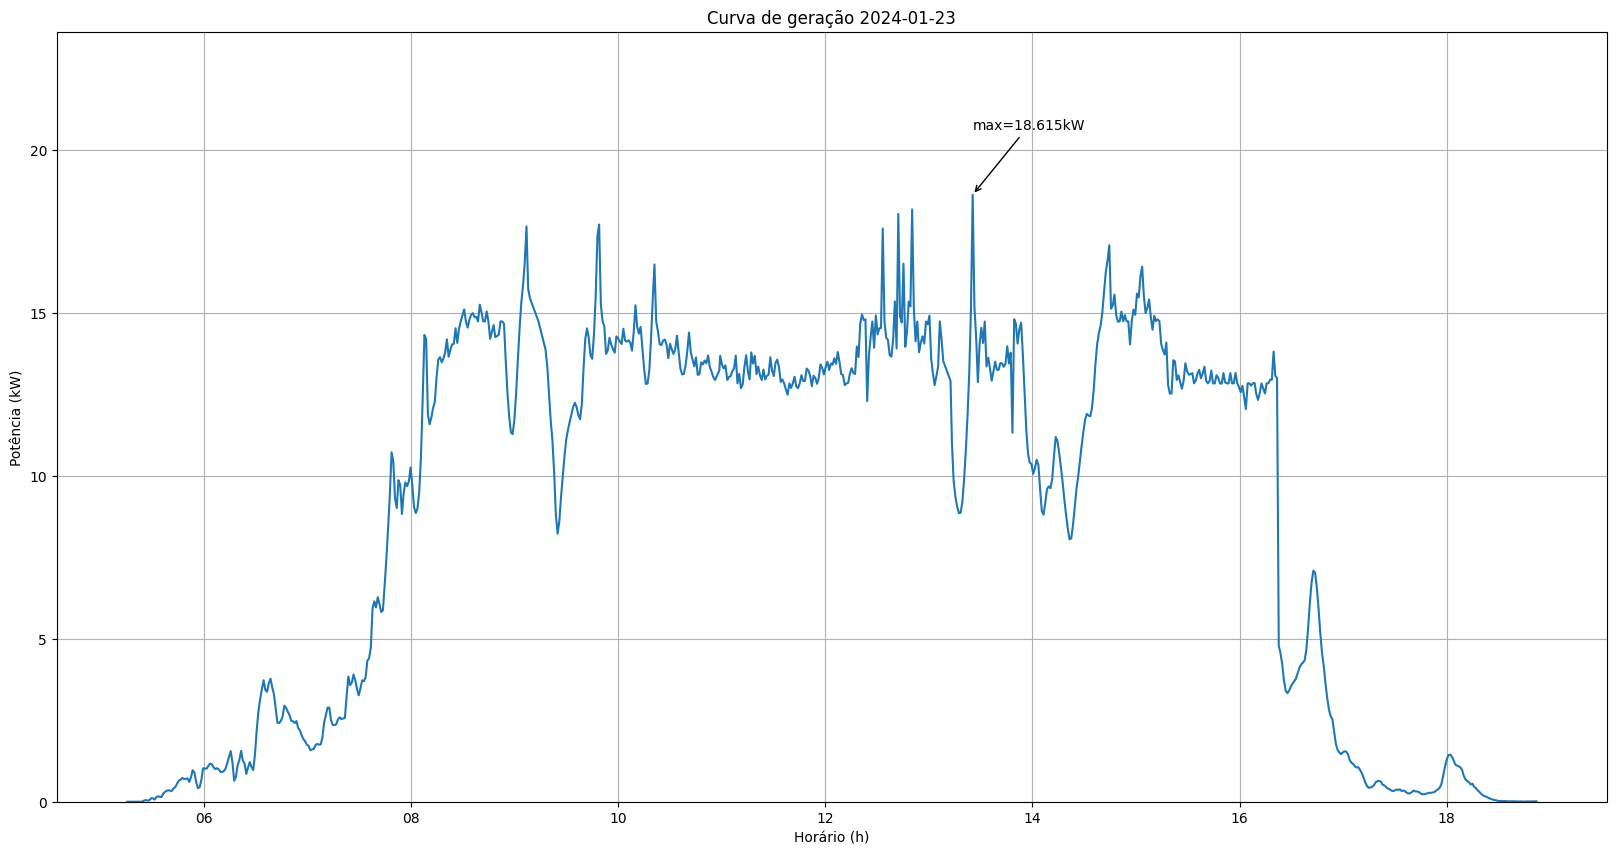 Curva de geração 2024-01-23
max=18.615kW
20
15
10
5
0
Potência (kW)
06 08 10 12 14 16 18
Horário (h)